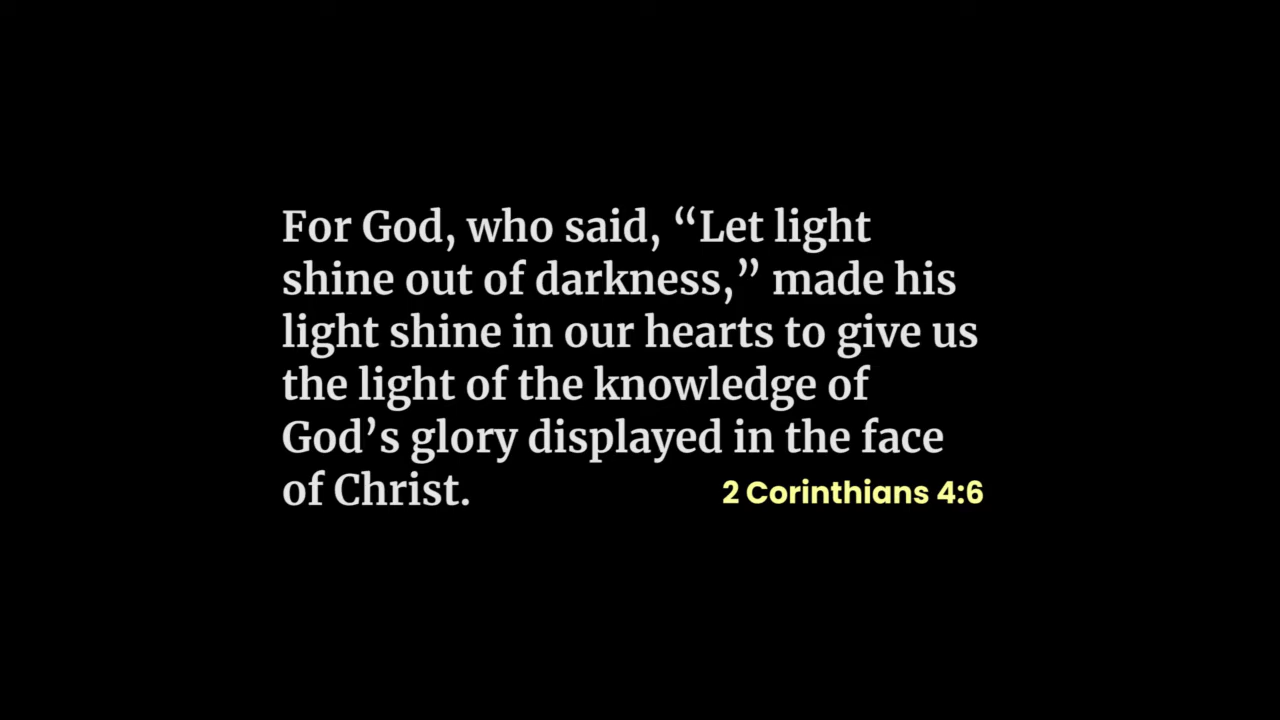 For God, who said, “Let light
shine out of darkness,” made his
light shine in our hearts to give us
the light of the knowledge of
God’s glory displayed in the face
of Christ.
2 Corinthians 4:6